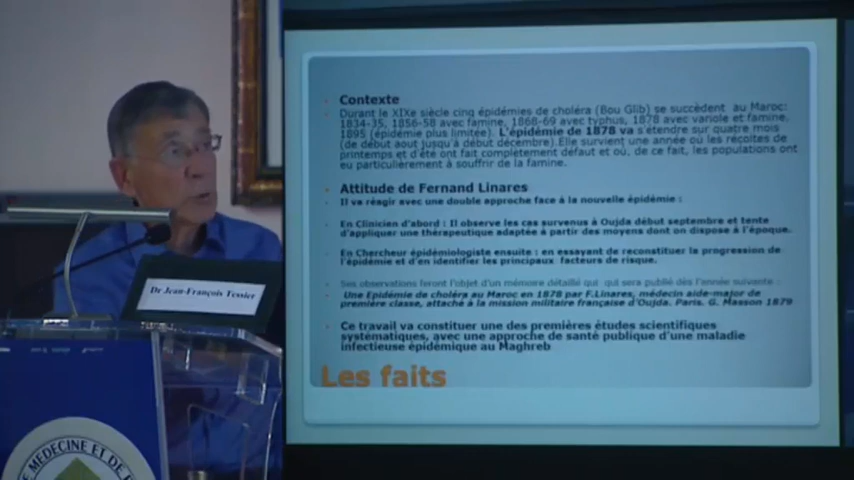 Contexte
Durant le XIXe siècle cinq épidémies de choléra (Bou Glib) se succèdent au Maroc:
1834-35, 1856-58 avec famine, 1868-69 avec typhus, 1878 avec variole et famine,
1895 (épidémie plus limitée). L'épidémie de 1878 va s'étendre sur quatre mois
(de début aout jusqu'à début décembre).Elle survient une année où les récoltes de
printemps et d'été ont fait complètement défaut et où, de ce fait, les populations ont
eu particulièrement à souffrir de la famine.
Attitude de Fernand Linares
Il va réagir avec une double approche face à la nouvelle épidémie :
En Clinicien d'abord : Il observe les cas survenus à Oujda début septembre et tente
d'appliquer une thérapeutique adaptée à partir des moyens dont on dispose à l'époque.
En Chercheur épidémiologiste ensuite : en essayant de reconstituer la progression de
l'épidémie et d'en identifier les principaux facteurs de risque.
Ses observations feront l'objet d'un mémoire détaillé qui qui sera publié dès l'année suivante :
Une Epidémie de choléra au Maroc en 1878 par F.Linares, médecin aide-major de
première classe, attaché à la mission militaire française d'Oujda. Paris. G. Masson 1879
Ce travail va constituer une des premières études scientifiques
systématiques, avec une approche de santé publique d'une maladie
infectieuse épidémique au Maghreb
Les faits
Dr Jean-François Tessier
MEDECINE ET DE